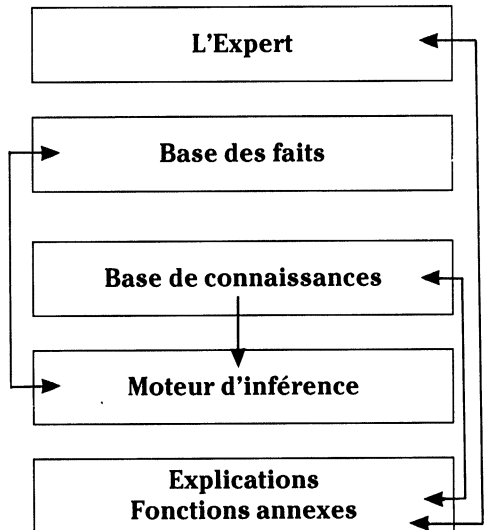 L'Expert
Base des faits
Base de connaissances
Moteur d'inférence
Explications
Fonctions annexes